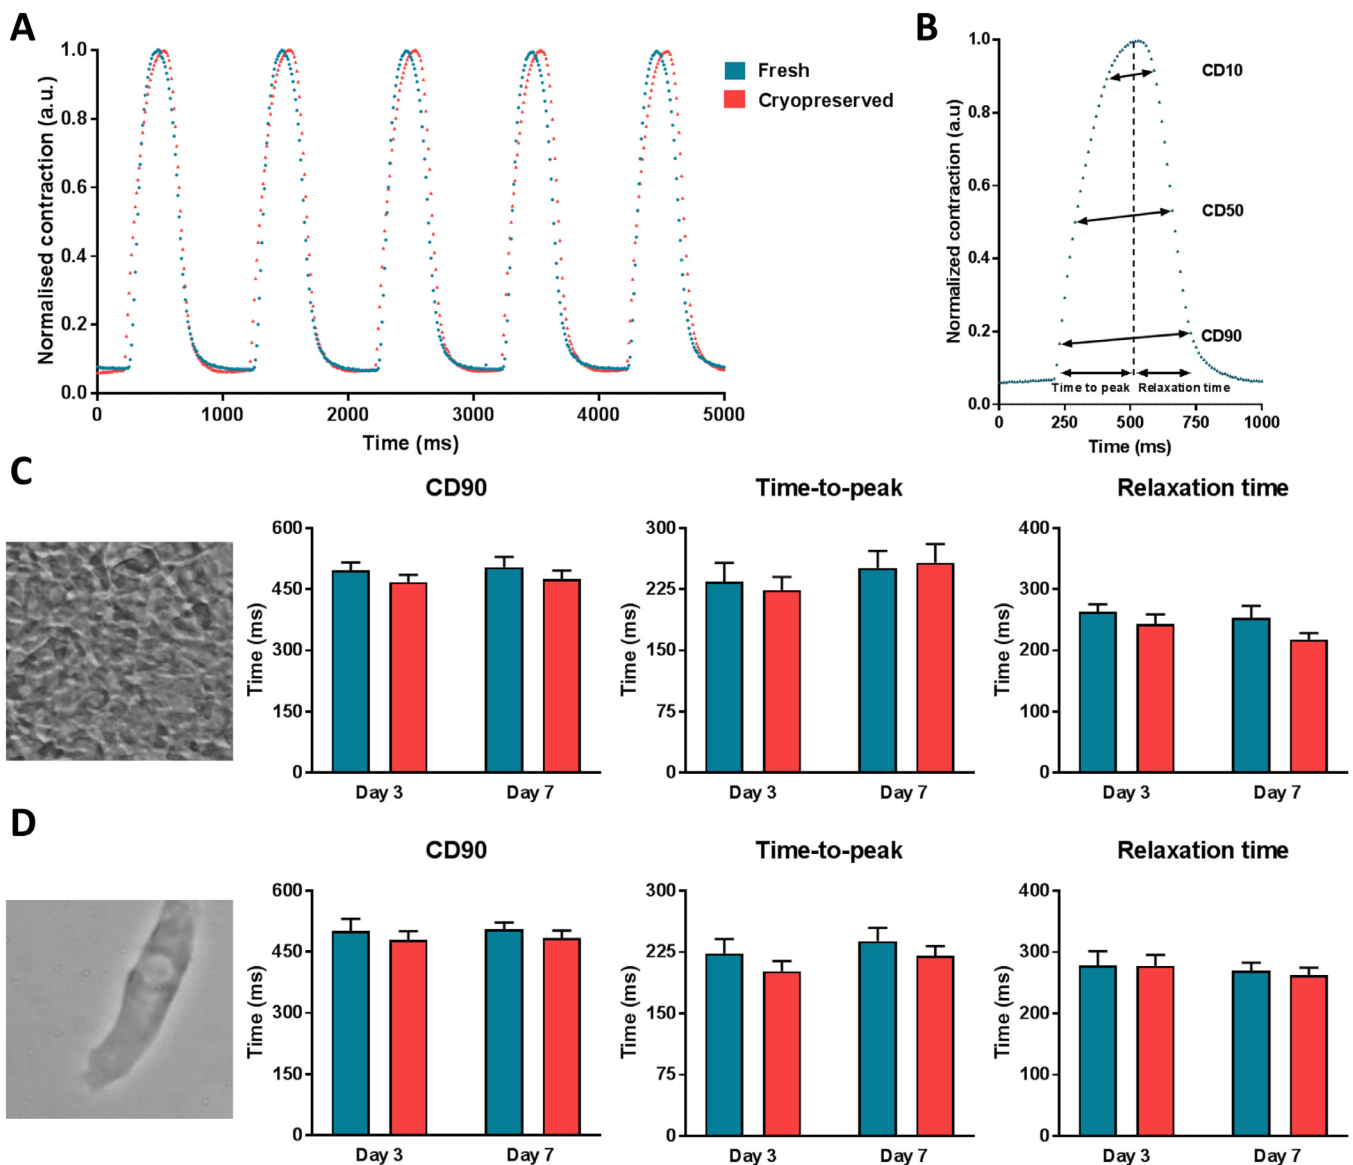 A
Normalised contraction (a.u.)
1.0
0.8
0.6
0.4
0.2
0.0
0 1000 2000 3000 4000 5000
Time (ms)
Fresh
Cryopreserved
B
Normalized contraction (a.u)
1.0
0.8
0.6
0.4
0.2
0.0
CD10
CD50
CD90
Time to peak Relaxation time
0 250 500 750 1000
Time (ms)
C
CD90
Time (ms)
600
450
300
150
0
Day 3 Day 7
Time-to-peak
Time (ms)
300
225
150
75
0
Day 3 Day 7
Relaxation time
Time (ms)
400
300
200
100
0
Day 3 Day 7
D
CD90
Time (ms)
600
450
300
150
0
Day 3 Day 7
Time-to-peak
Time (ms)
300
225
150
75
0
Day 3 Day 7
Relaxation time
Time (ms)
400
300
200
100
0
Day 3 Day 7